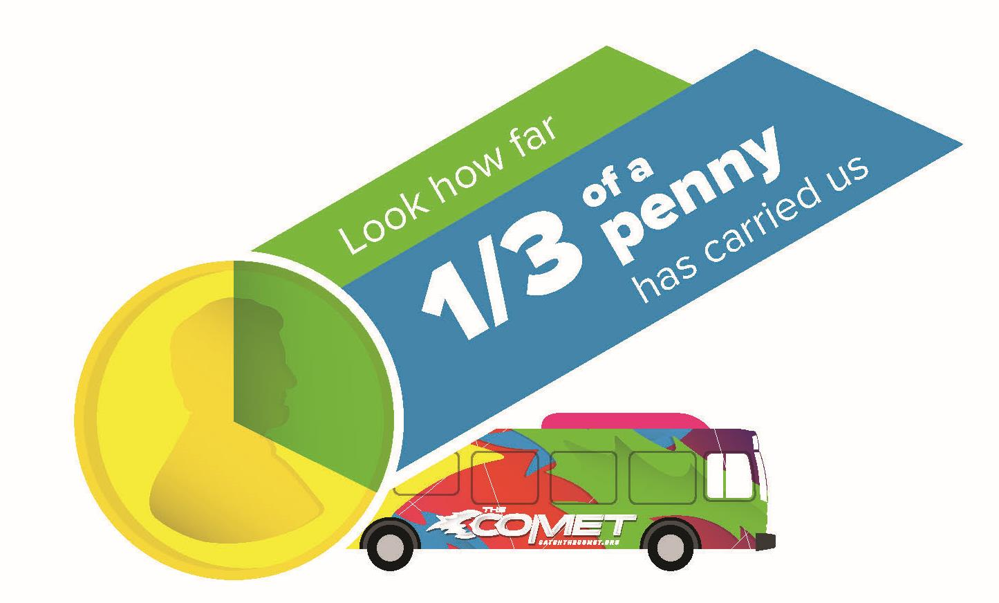 Look how far
1/3 of a
penny
has carried us
THE
COMET
CATCHTHECOMET.ORG